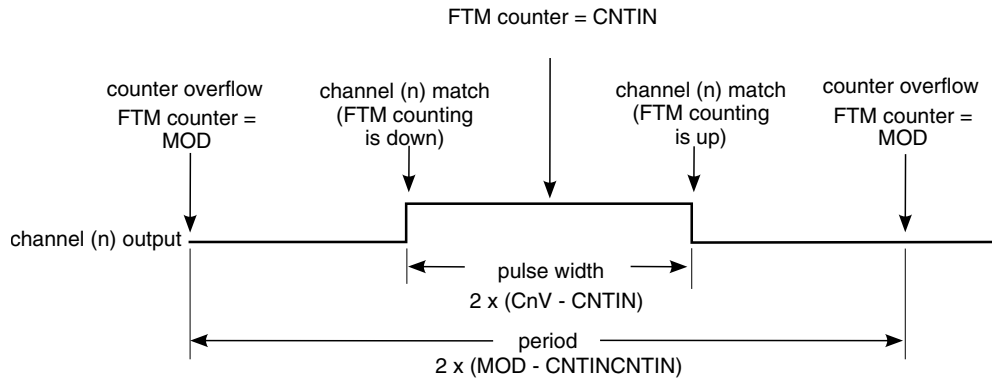 FTM counter = CNTIN
counter overflow
FTM counter =
MOD
channel (n) match
(FTM counting
is down)
channel (n) match
(FTM counting
is up)
counter overflow
FTM counter =
MOD
channel (n) output
pulse width
2 x (CnV - CNTIN)
period
2 x (MOD - CNTINCNTIN)